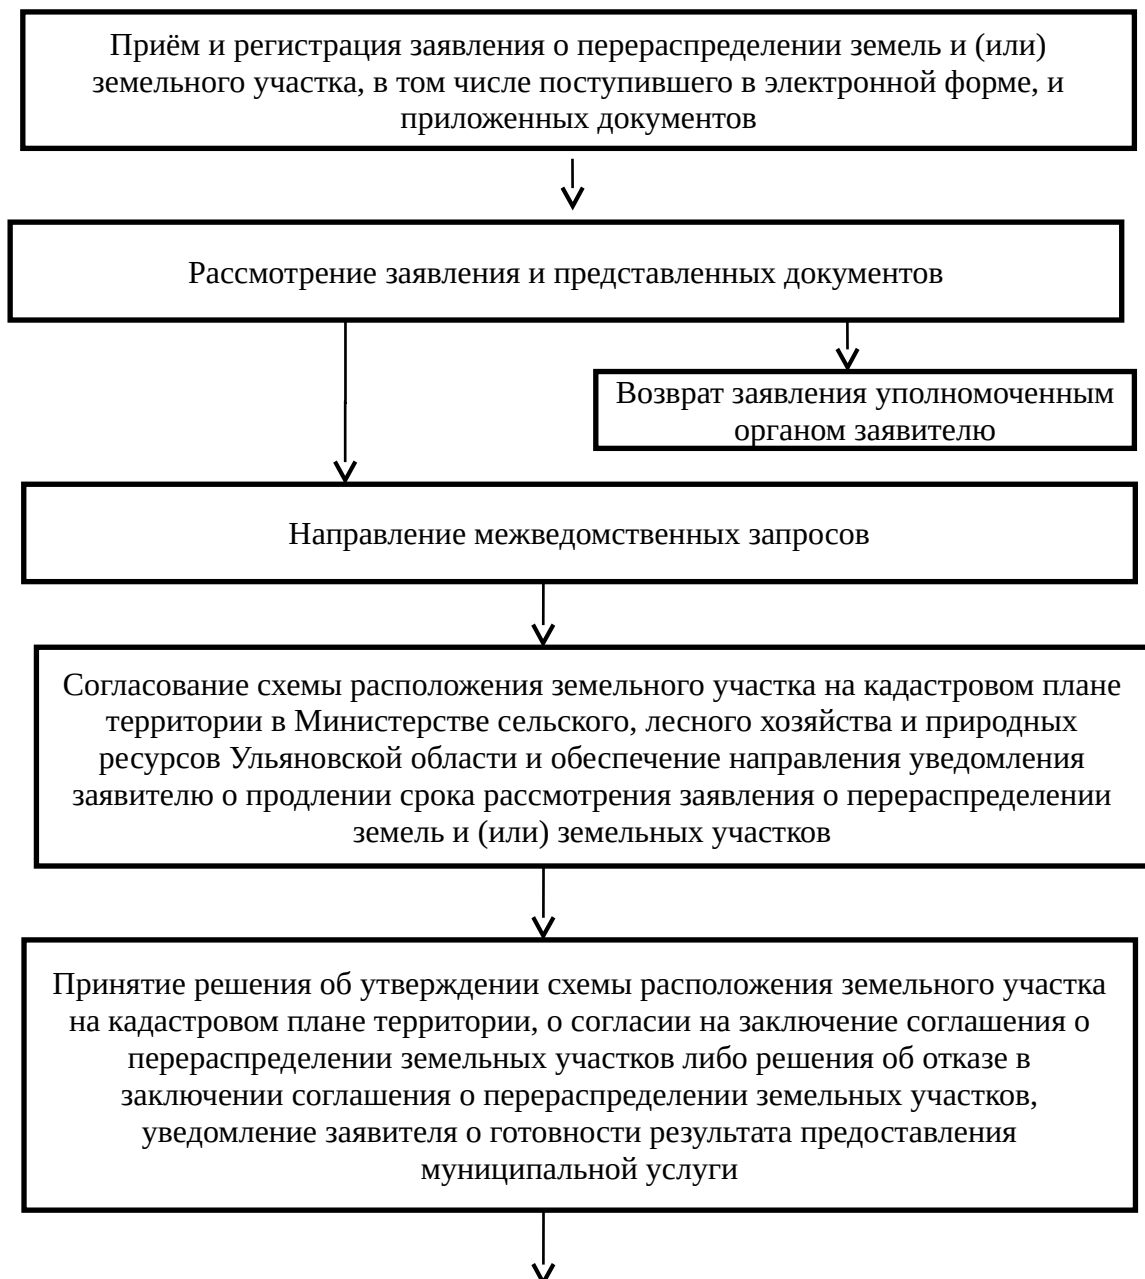 Приём и регистрация заявления о перераспределении земель и (или)
земельного участка, в том числе поступившего в электронной форме, и
приложенных документов
Рассмотрение заявления и представленных документов
Возврат заявления уполномоченным
органом заявителю
Направление межведомственных запросов
Согласование схемы расположения земельного участка на кадастровом плане
территории в Министерстве сельского, лесного хозяйства и природных
ресурсов Ульяновской области и обеспечение направления уведомления
заявителю о продлении срока рассмотрения заявления о перераспределении
земель и (или) земельных участков
Принятие решения об утверждении схемы расположения земельного участка
на кадастровом плане территории, о согласии на заключение соглашения о
перераспределении земельных участков либо решения об отказе в
заключении соглашения о перераспределении земельных участков,
уведомление заявителя о готовности результата предоставления
муниципальной услуги